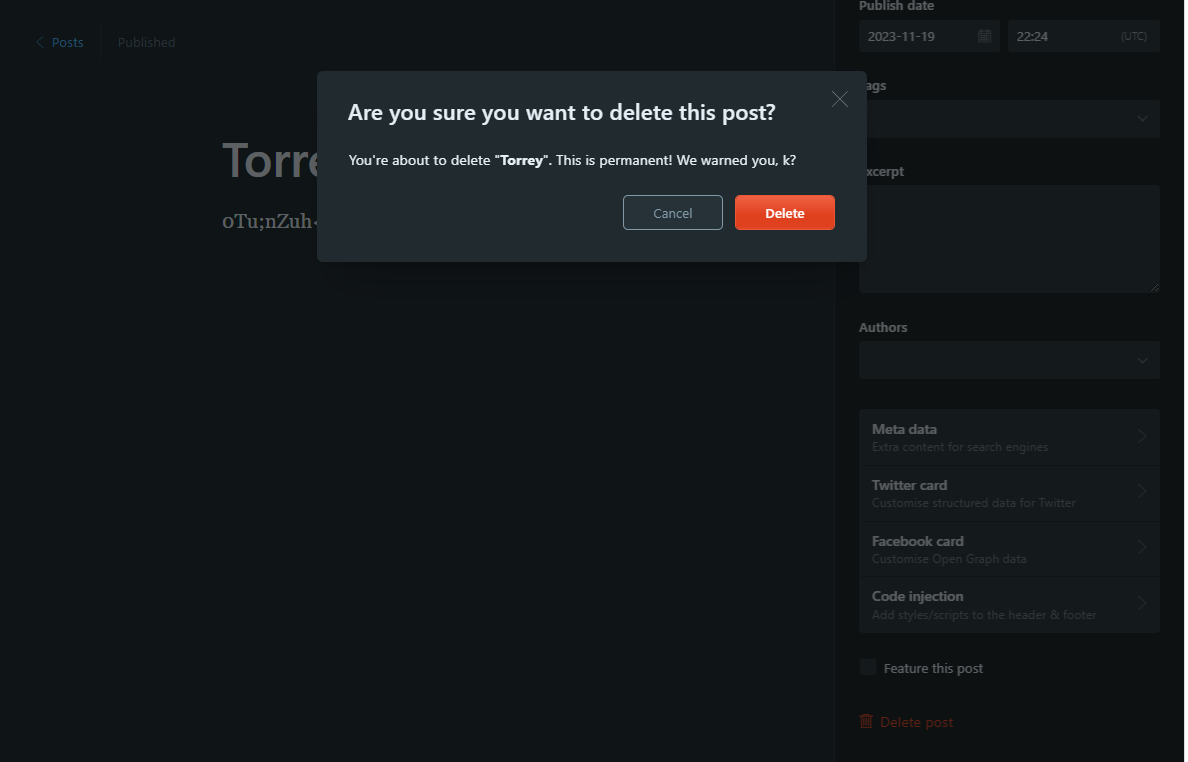 Posts
Published
Publish date
2023-11-19
22:24
(UTC)
Are you sure you want to delete this post?
You're about to delete "Torrey". This is permanent! We warned you, k?
Cancel
Delete
Torre
oTu;nZuh<
ags
xcerpt
Authors
Meta data
Extra content for search engines
Twitter card
Customise structured data for Twitter
Facebook card
Customise Open Graph data
Code injection
Add styles/scripts to the header & footer
Feature this post
Delete post